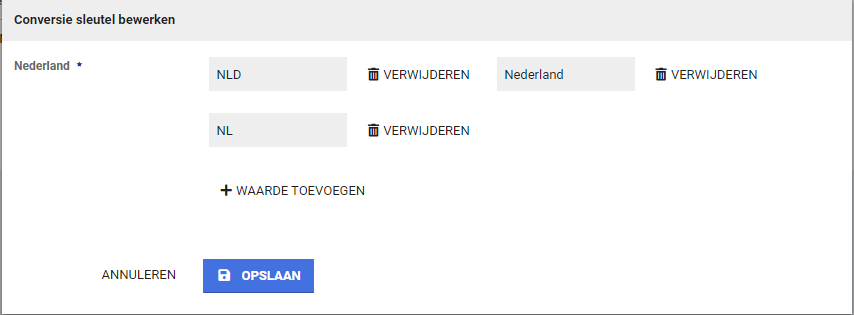 Conversie sleutel bewerken
Nederland *
NLD VERWIJDEREN Nederland VERWIJDEREN
NL VERWIJDEREN
WAARDE TOEVOEGEN
ANNULEREN OPSLAAN